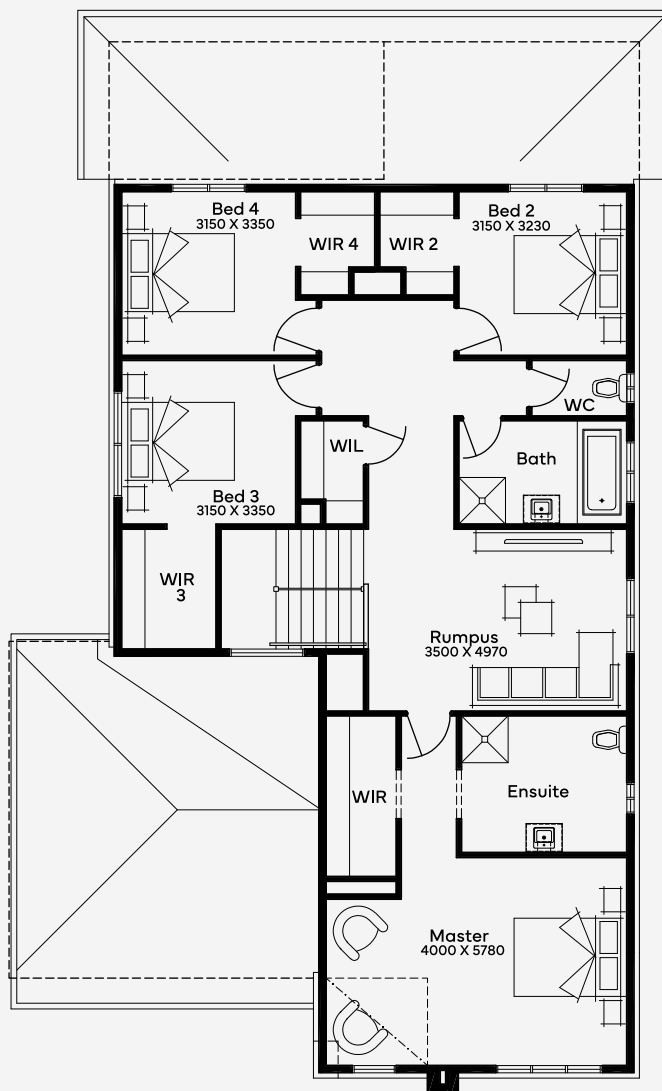 Bed 4
3150 X 3350
WIR 4
WIR 2
Bed 2
3150 X 3230
WC
WIL
Bath
Bed 3
3150 X 3350
WIR
3
Rumpus
3500 X 4970
WIR
Ensuite
Master
4000 X 5780